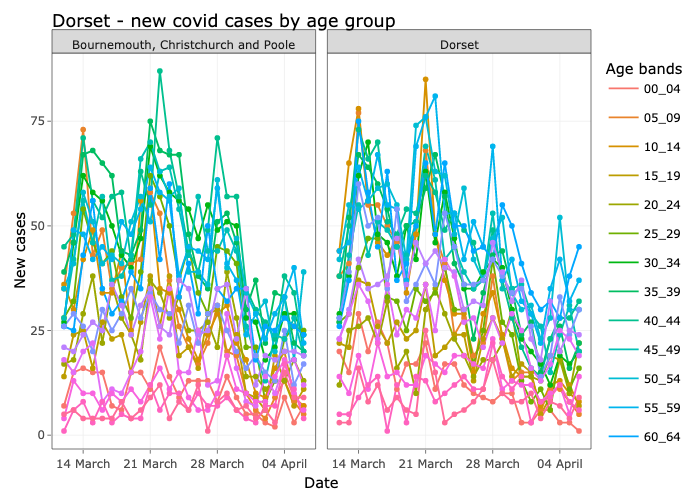 Dorset - new covid cases by age group
Bournemouth, Christchurch and Poole
Dorset
New cases
75
50
25
0
14 March
21 March
28 March
04 April
14 March
21 March
28 March
04 April
Date
Age bands
00_04
05_09
10_14
15_19
20_24
25_29
30_34
35_39
40_44
45_49
50_54
55_59
60_64